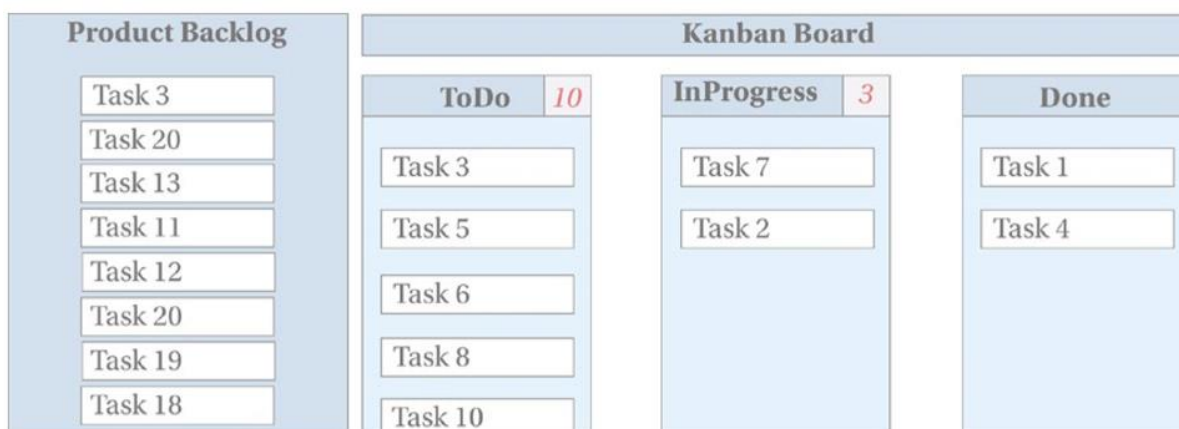 Product Backlog
Task 3
Task 20
Task 13
Task 11
Task 12
Task 20
Task 19
Task 18
Kanban Board
ToDo 10
Task 3
Task 5
Task 6
Task 8
Task 10
InProgress 3
Task 7
Task 2
Done
Task 1
Task 4